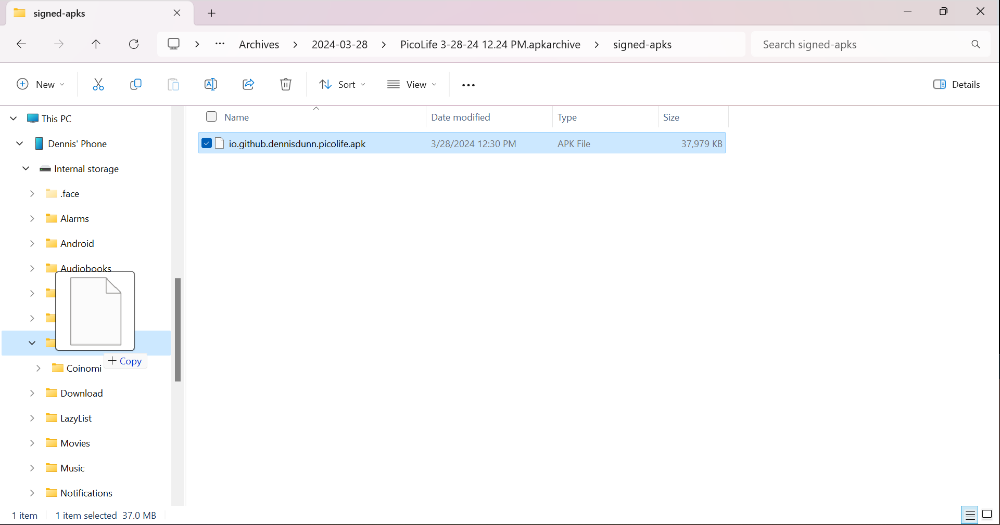 signed-apks
Archives 2024-03-28 PicoLife 3-28-24 12.24 PM.apkarchive signed-apks Search signed-apks
New Sort View Details
This PC
Dennis' Phone
Internal storage
.face
Alarms
Android
Audiobooks
+ Copy
Coinomi
Download
LazyList
Movies
Music
Notifications
Name Date modified Type Size
io.github.dennisdunn.picolife.apk 3/28/2024 12:30 PM APK File 37,979 KB
1 item 1 item selected 37.0 MB